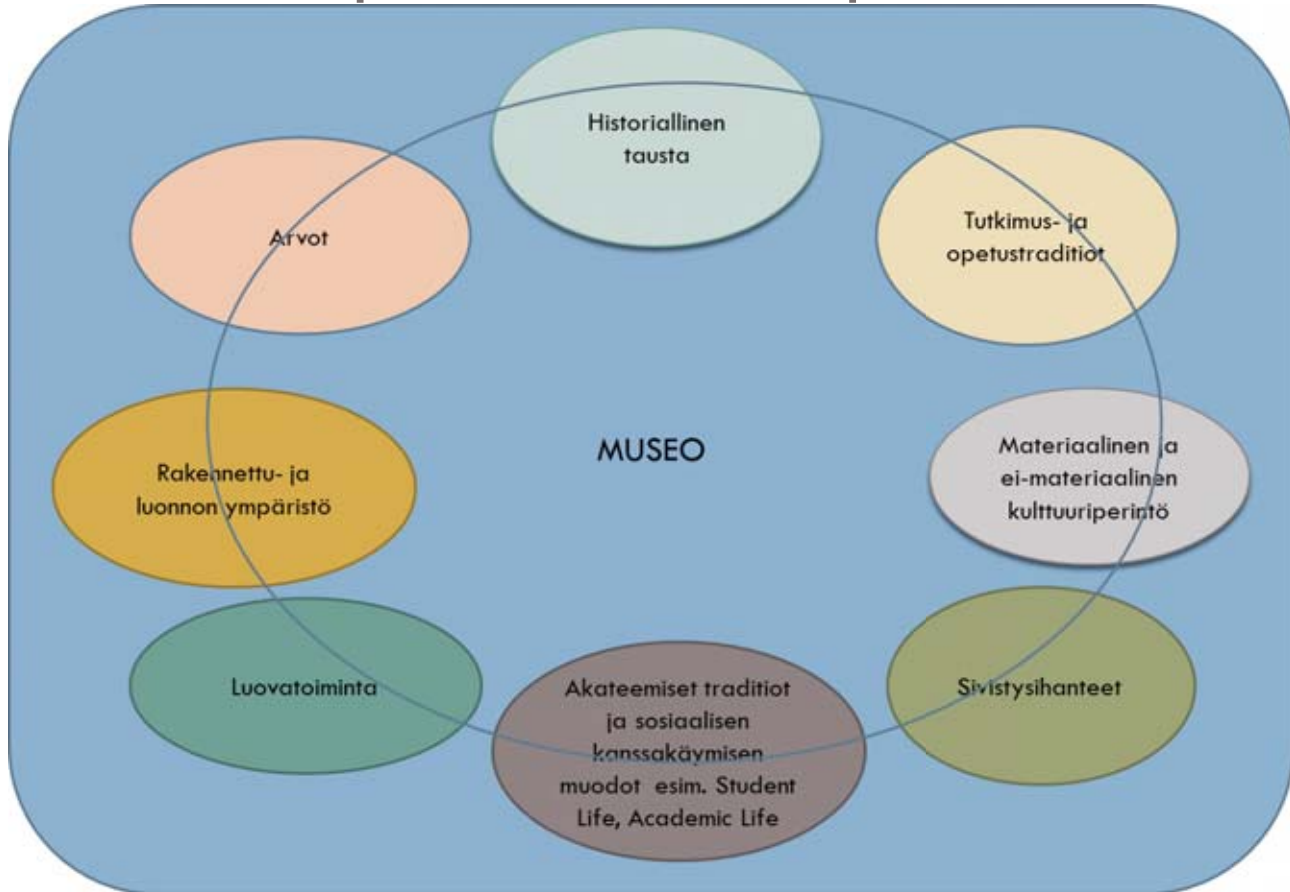 Historiallinen
tausta
Arvot
Tutkimus- ja
opetustraditiot
Rakennettu- ja
luonnon ympäristö
MUSEO
Materiaalinen ja
ei-materiaalinen
kulttuuriperintö
Luovatoiminta
Akateemiset traditiot
ja sosiaalisen
kanssakäymisen
muodot esim. Student
Life, Academic Life
Sivistysihanteet